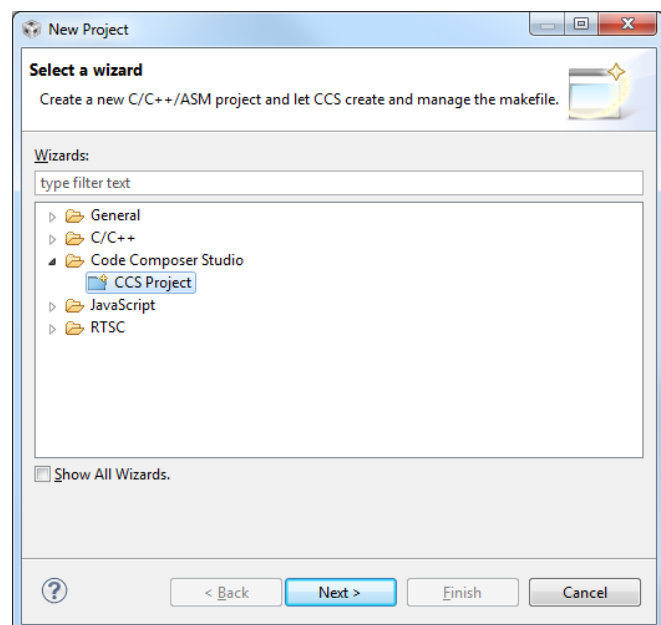 New Project
Select a wizard
Create a new C/C++/ASM project and let CCS create and manage the makefile.
Wizards:
type filter text
General
C/C++
Code Composer Studio
CCS Project
JavaScript
RTSC
Show All Wizards.
? < Back Next > Finish Cancel